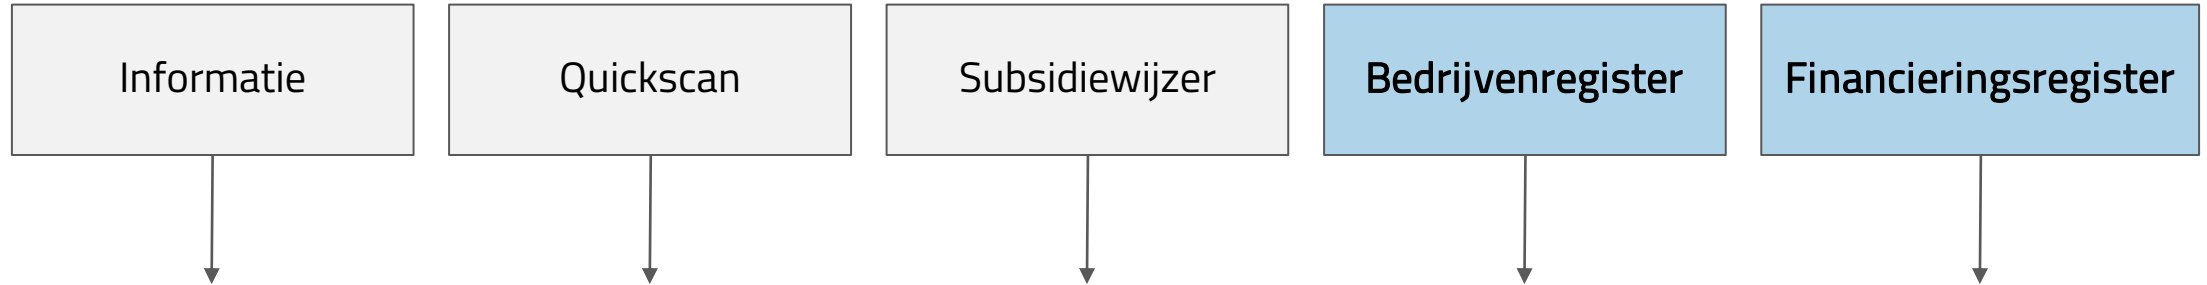 Informatie
Quickscan
Subsidiewijzer
Bedrijvenregister
Financieringsregister